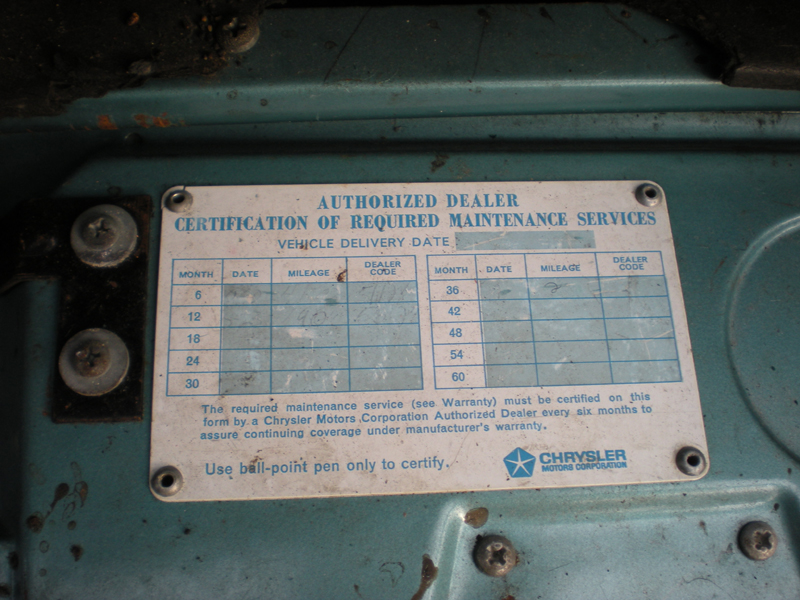 AUTHORIZED DEALER
CERTIFICATION OF REQUIRED MAINTENANCE SERVICES
VEHICLE DELIVERY DATE
MONTH DATE MILEAGE DEALER CODE MONTH DATE MILEAGE DEALER CODE
6 36
12 42
18 48
24 54
30 60
The required maintenance service (see Warranty) must be certified on this
form by a Chrysler Motors Corporation Authorized Dealer every six months to
assure continuing coverage under manufacturer's warranty.
Use ball-point pen only to certify.
CHRYSLER
MOTORS CORPORATION